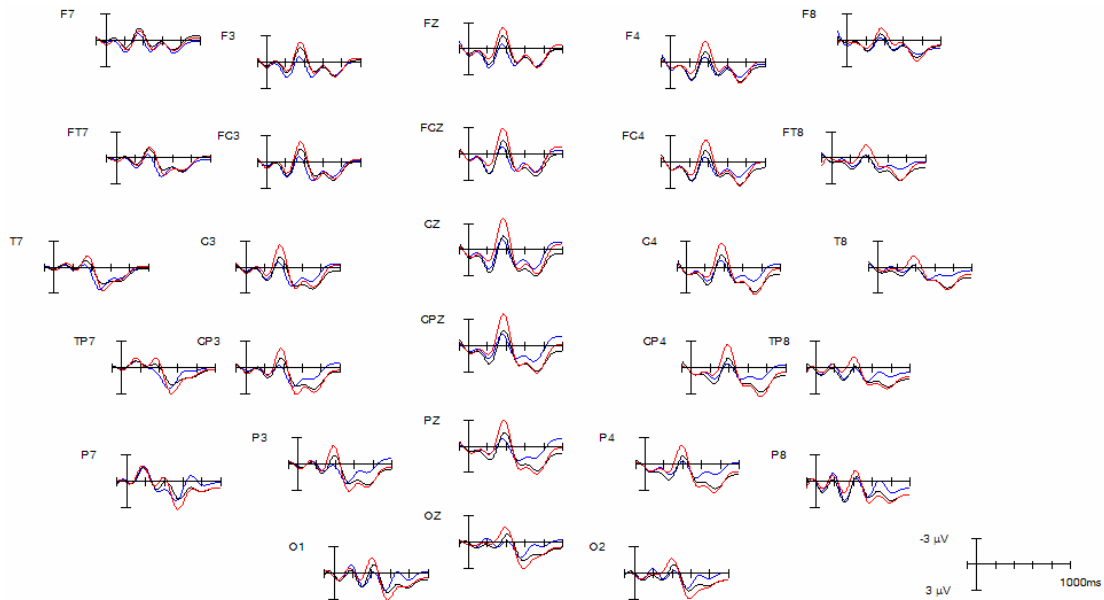 F7
F3
FZ
F4
F8
FT7
FC3
FCZ
FC4
FT8
T7
C3
CZ
C4
T8
TP7
CP3
CPZ
CP4
TP8
P7
P3
PZ
P4
P8
O1
OZ
O2
-3 µV
3 µV
1000ms